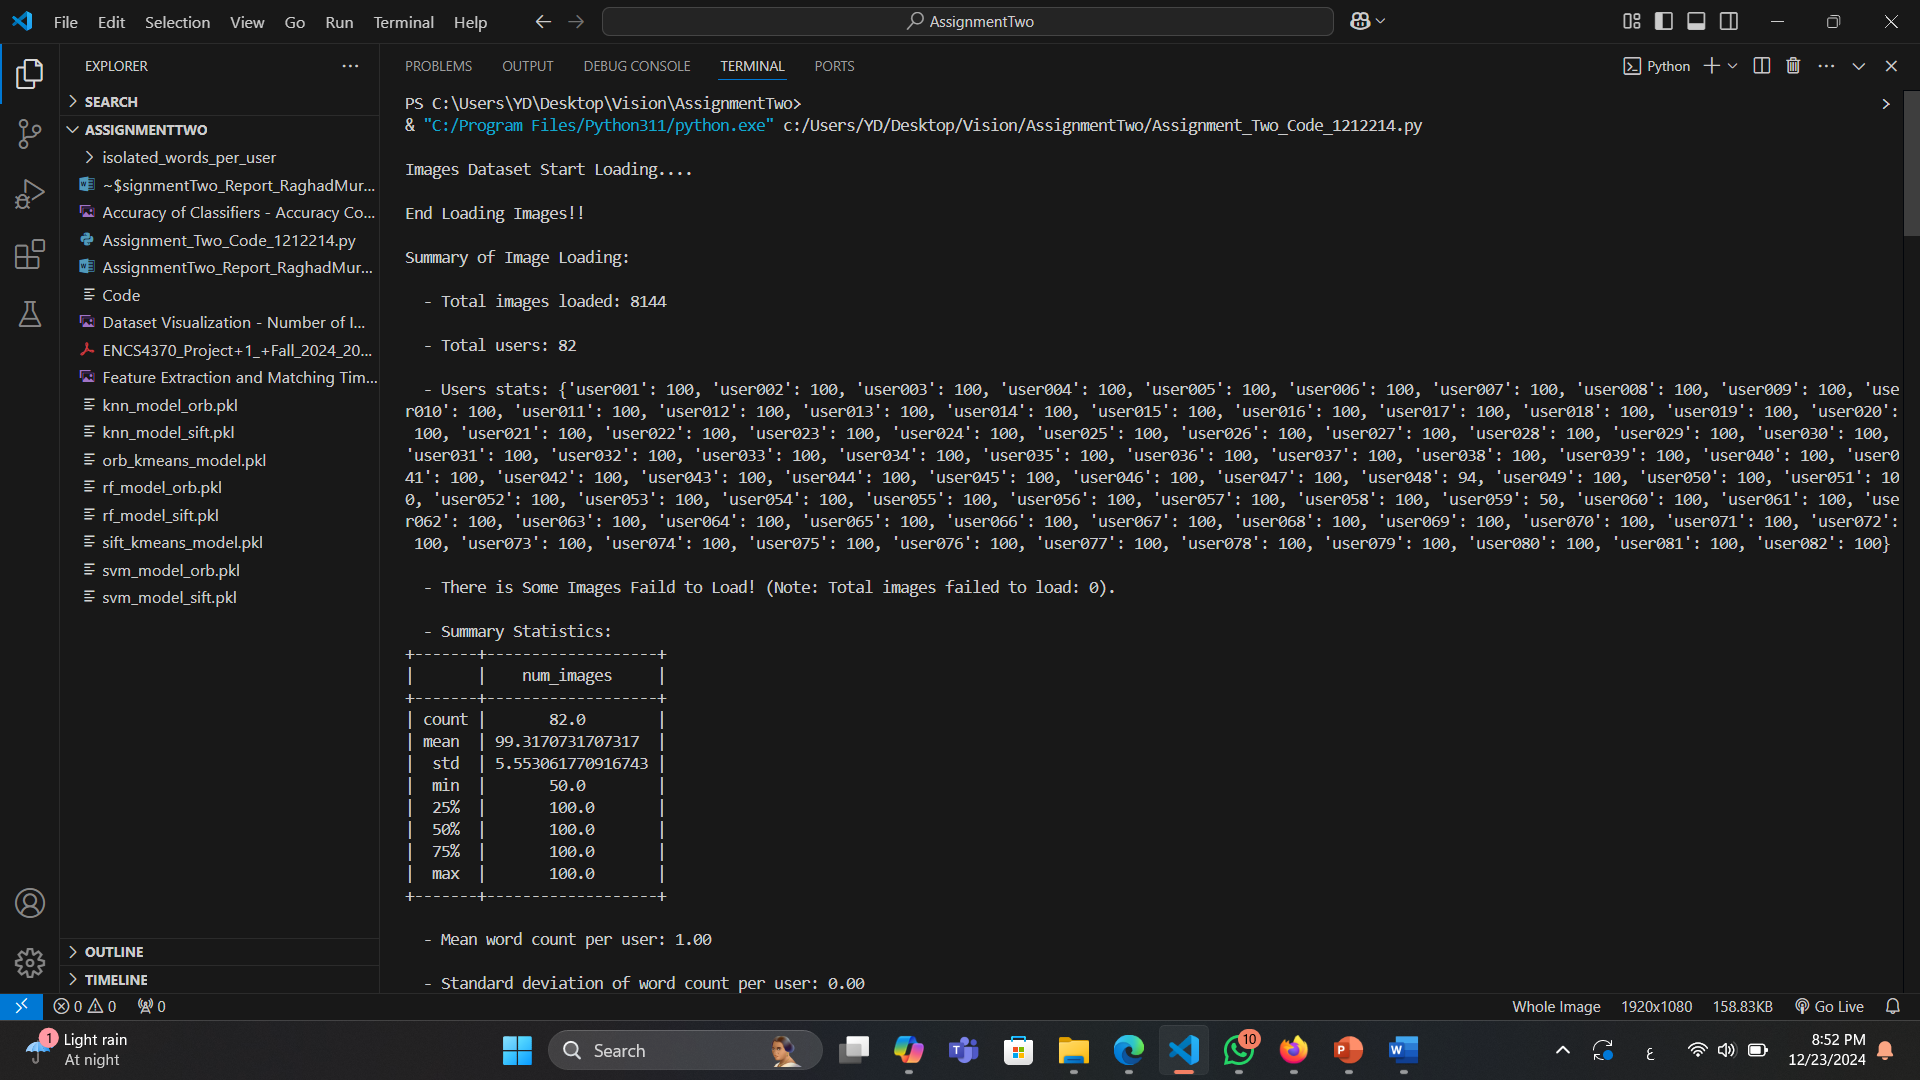 File Edit Selection View Go Run Terminal Help
AssignmentTwo
EXPLORER
SEARCH
ASSIGNMENTTWO
isolated_words_per_user
~$signmentTwo_Report_RaghadMur...
Accuracy of Classifiers - Accuracy Co...
Assignment_Two_Code_1212214.py
AssignmentTwo_Report_RaghadMur...
Code
Dataset Visualization - Number of I...
ENCS4370_Project+1_+Fall_2024_20...
Feature Extraction and Matching Tim...
knn_model_orb.pkl
knn_model_sift.pkl
orb_kmeans_model.pkl
rf_model_orb.pkl
rf_model_sift.pkl
sift_kmeans_model.pkl
svm_model_orb.pkl
svm_model_sift.pkl
OUTLINE
TIMELINE
PROBLEMS OUTPUT DEBUG CONSOLE TERMINAL PORTS
Python
PS C:\Users\YD\Desktop\Vision\AssignmentTwo>
& "C:/Program Files/Python311/python.exe" c:/Users/YD/Desktop/Vision/AssignmentTwo/Assignment_Two_Code_1212214.py
Images Dataset Start Loading....
End Loading Images!!
Summary of Image Loading:
- Total images loaded: 8144
- Total users: 82
- Users stats: {'user001': 100, 'user002': 100, 'user003': 100, 'user004': 100, 'user005': 100, 'user006': 100, 'user007': 100, 'user008': 100, 'user009': 100, 'use
r010': 100, 'user011': 100, 'user012': 100, 'user013': 100, 'user014': 100, 'user015': 100, 'user016': 100, 'user017': 100, 'user018': 100, 'user019': 100, 'user020':
100, 'user021': 100, 'user022': 100, 'user023': 100, 'user024': 100, 'user025': 100, 'user026': 100, 'user027': 100, 'user028': 100, 'user029': 100, 'user030': 100,
'user031': 100, 'user032': 100, 'user033': 100, 'user034': 100, 'user035': 100, 'user036': 100, 'user037': 100, 'user038': 100, 'user039': 100, 'user040': 100, 'user0
41': 100, 'user042': 100, 'user043': 100, 'user044': 100, 'user045': 100, 'user046': 100, 'user047': 100, 'user048': 94, 'user049': 100, 'user050': 100, 'user051': 10
0, 'user052': 100, 'user053': 100, 'user054': 100, 'user055': 100, 'user056': 100, 'user057': 100, 'user058': 100, 'user059': 50, 'user060': 100, 'user061': 100, 'use
r062': 100, 'user063': 100, 'user064': 100, 'user065': 100, 'user066': 100, 'user067': 100, 'user068': 100, 'user069': 100, 'user070': 100, 'user071': 100, 'user072':
100, 'user073': 100, 'user074': 100, 'user075': 100, 'user076': 100, 'user077': 100, 'user078': 100, 'user079': 100, 'user080': 100, 'user081': 100, 'user082': 100}
- There is Some Images Faild to Load! (Note: Total images failed to load: 0).
- Summary Statistics:
+-------+-------------------+
| | num_images |
+-------+-------------------+
| count | 82.0 |
| mean | 99.3170731707317 |
| std | 5.553061770916743 |
| min | 50.0 |
| 25% | 100.0 |
| 50% | 100.0 |
| 75% | 100.0 |
| max | 100.0 |
+-------+-------------------+
- Mean word count per user: 1.00
- Standard deviation of word count per user: 0.00
0 0 0
Whole Image 1920x1080 158.83KB Go Live
1
Light rain
At night
Search
10
ع
8:52 PM
12/23/2024